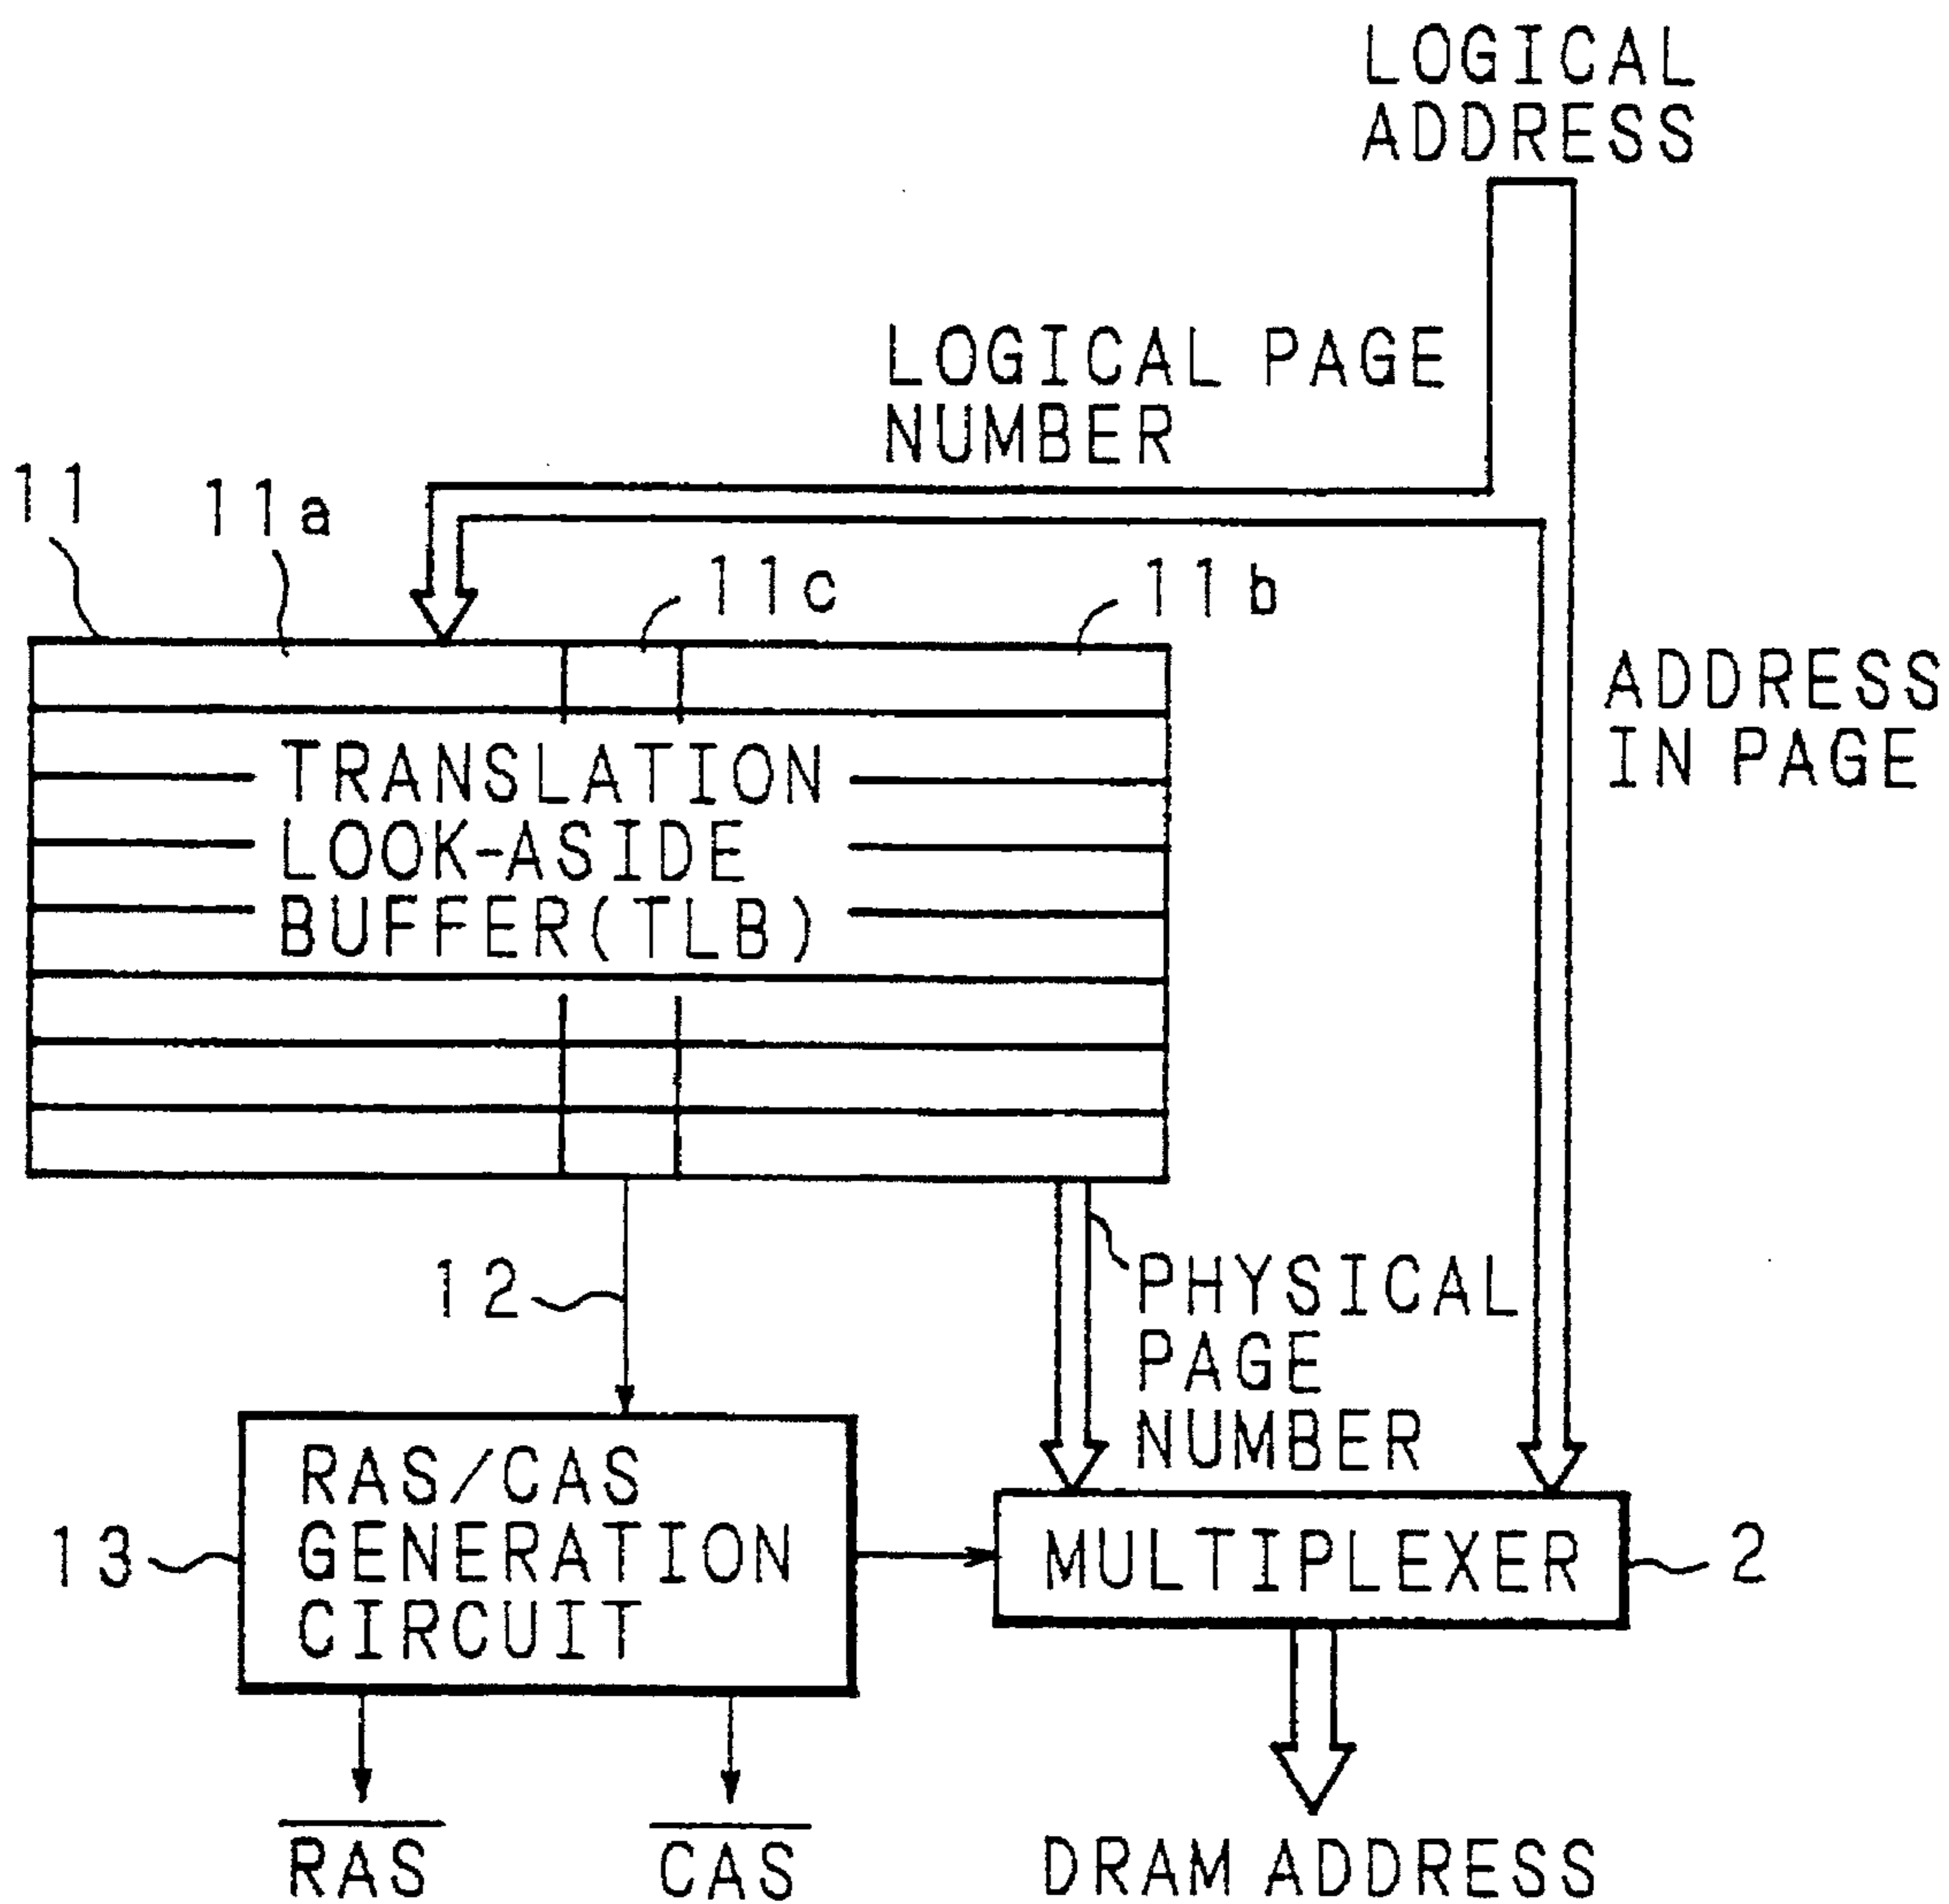 LOGICAL
ADDRESS
LOGICAL PAGE
NUMBER
11
11a
11c
11b
ADDRESS
IN PAGE
TRANSLATION
LOOK-ASIDE
BUFFER(TLB)
12
PHYSICAL
PAGE
NUMBER
RAS/CAS
GENERATION
CIRCUIT
13
MULTIPLEXER
2
RAS
CAS
DRAM ADDRESS